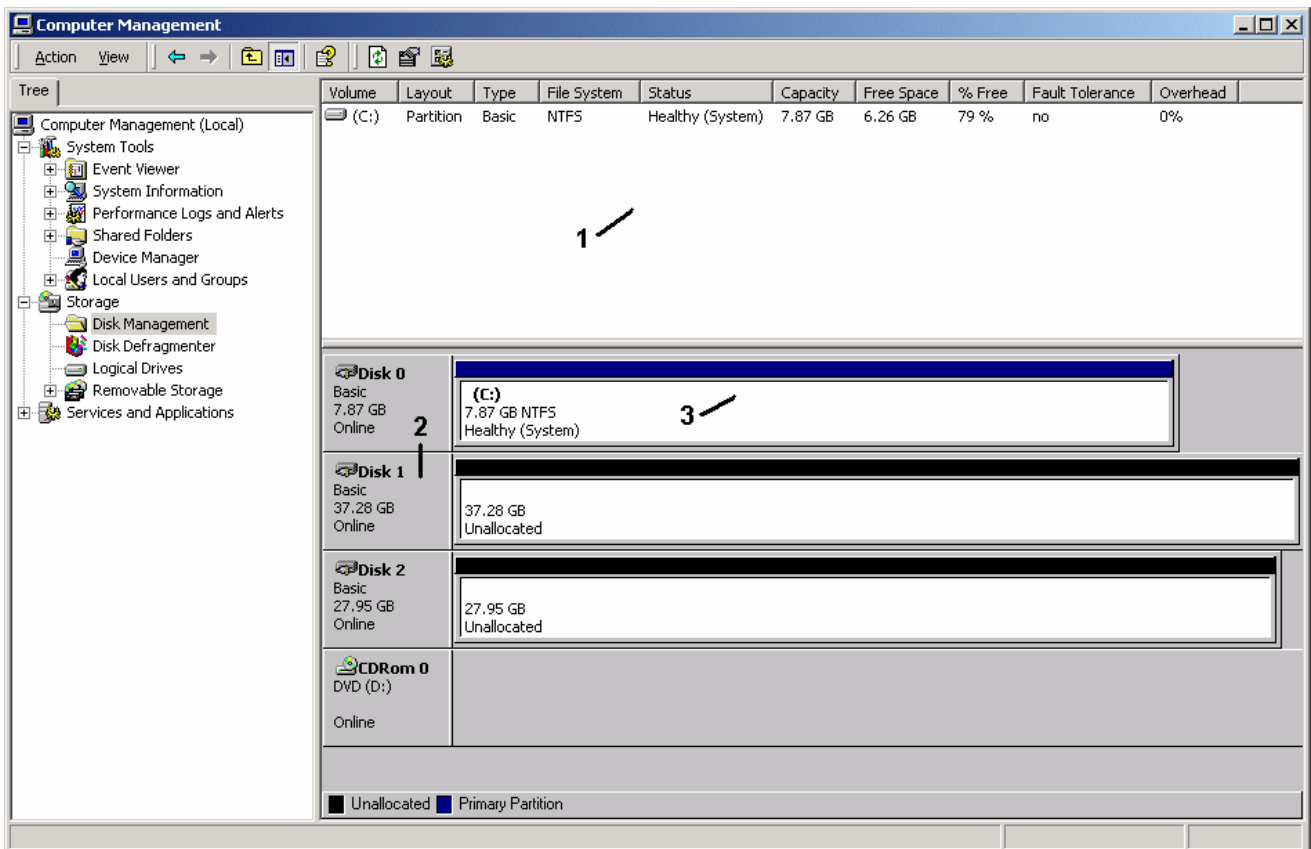 Computer Management
Action View
Tree
Volume Layout Type File System Status Capacity Free Space % Free Fault Tolerance Overhead
(C:) Partition Basic NTFS Healthy (System) 7.87 GB 6.26 GB 79 % no 0%
Computer Management (Local)
System Tools
Event Viewer
System Information
Performance Logs and Alerts
Shared Folders
Device Manager
Local Users and Groups
Storage
Disk Management
Disk Defragmenter
Logical Drives
Removable Storage
Services and Applications
1
Disk 0
Basic
7.87 GB
Online
2
(C:)
7.87 GB NTFS
Healthy (System)
3
Disk 1
Basic
37.28 GB
Online
37.28 GB
Unallocated
Disk 2
Basic
27.95 GB
Online
27.95 GB
Unallocated
CDRom 0
DVD (D:)
Online
Unallocated Primary Partition